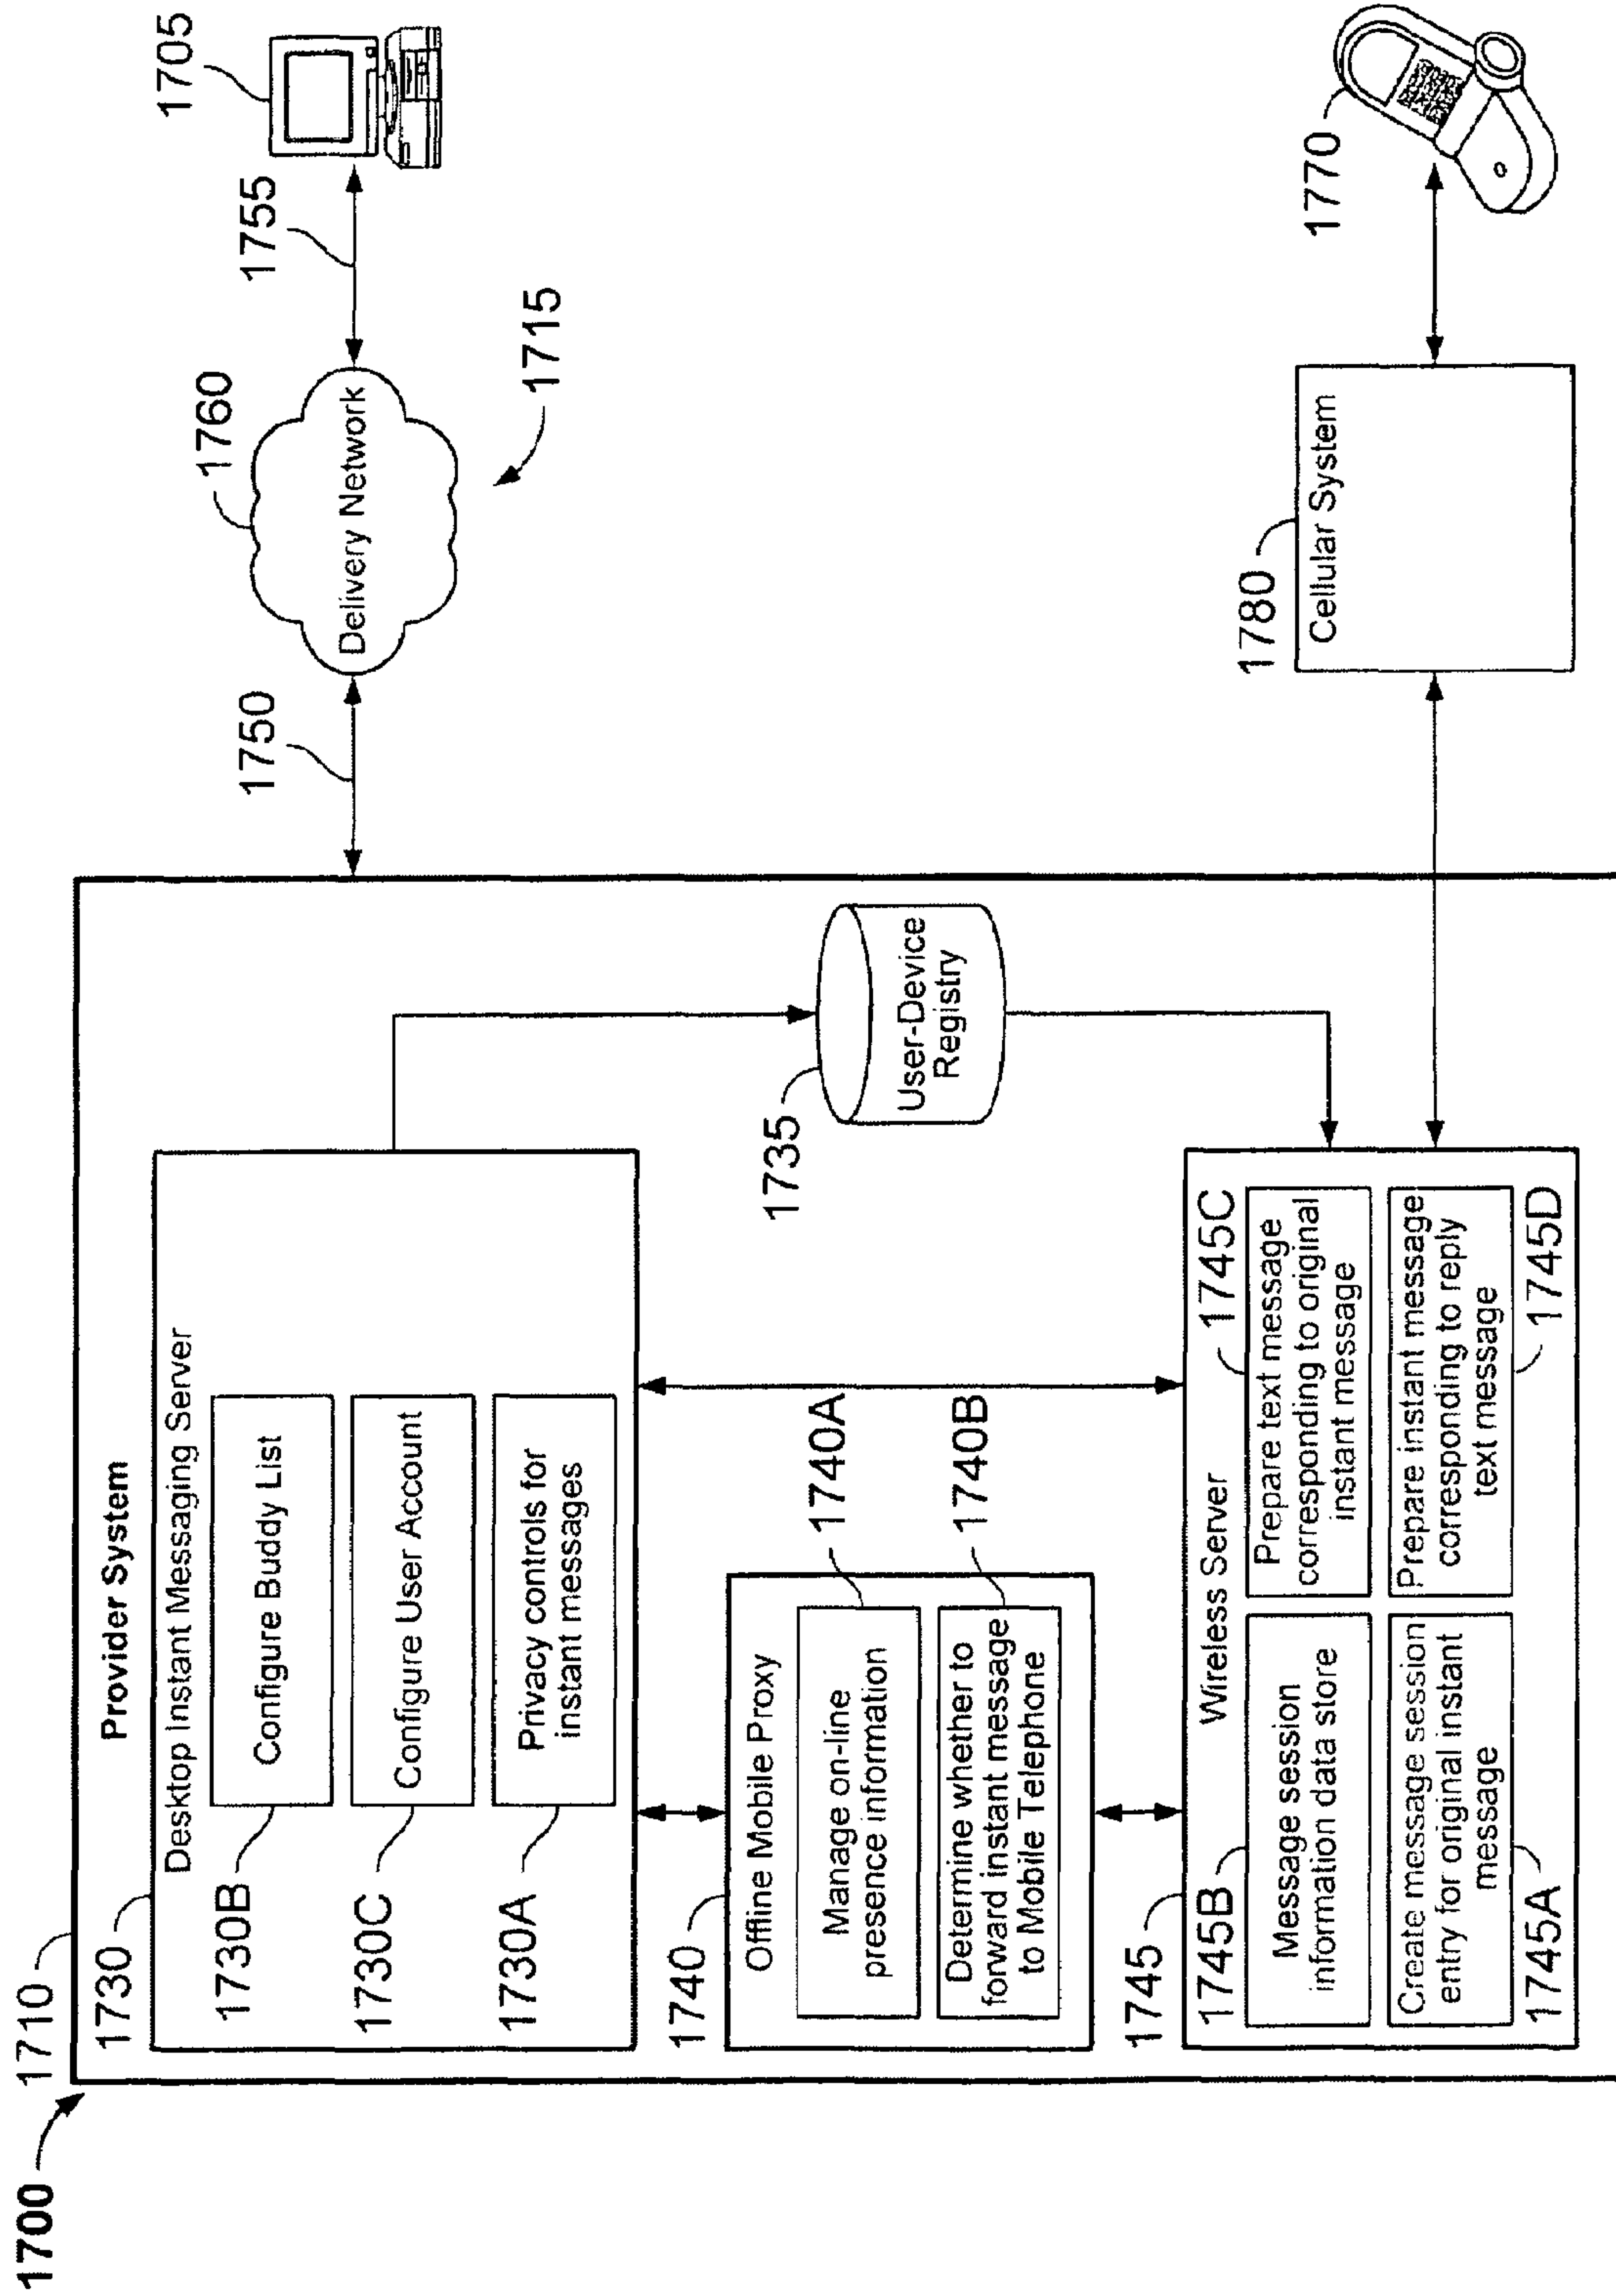 1700
1710
Provider System
1730
Desktop Instant Messaging Server
1730B
Configure Buddy List
1730C
Configure User Account
1730A
Privacy controls for
instant messages
1740
Offline Mobile Proxy
Manage on-line
presence information
1740A
Determine whether to
forward instant message
to Mobile Telephone
1740B
1735
User-Device
Registry
1745
Wireless Server
1745B
Message session
information data store
1745C
Prepare text message
corresponding to original
instant message
Create message session
entry for original instant
message
1745A
Prepare instant message
corresponding to reply
text message
1745D
1750
1760
Delivery Network
1755
1705
1715
1780
Cellular System
1770